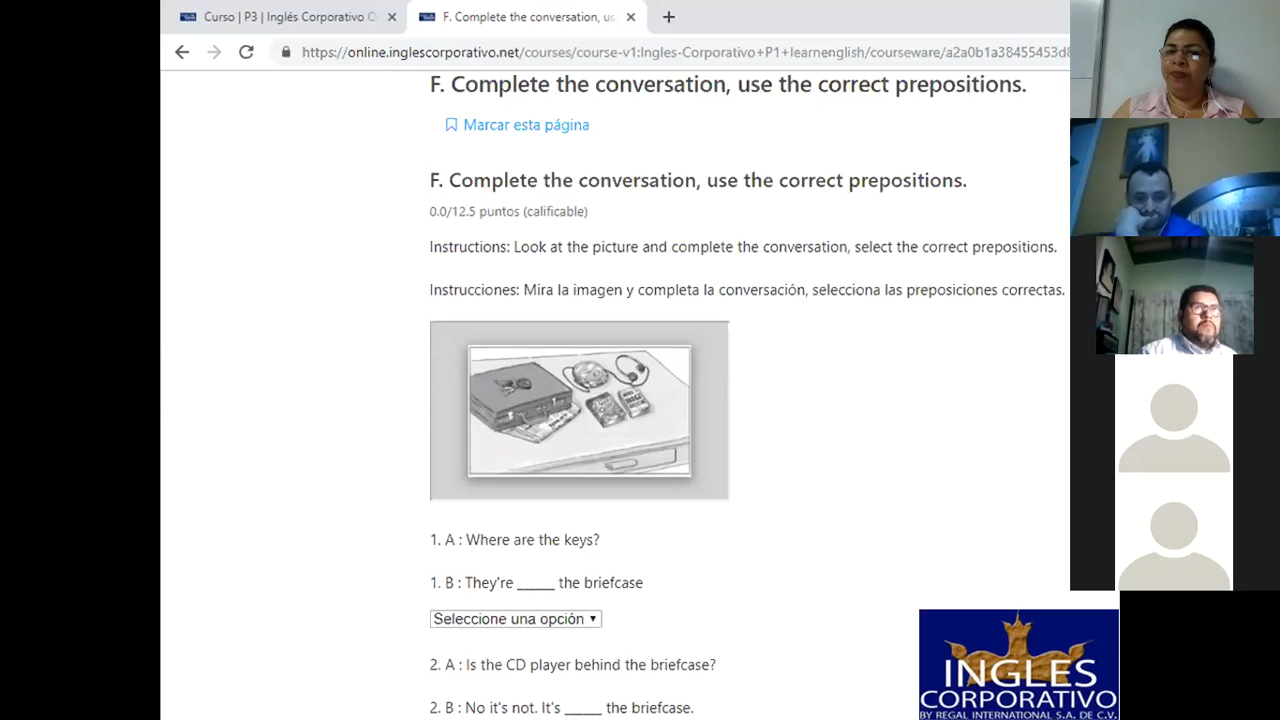 Curso | P3 | Inglés Corporativo
F. Complete the conversation, us
https://online.inglescorporativo.net/courses/course-v1:Ingles-Corporativo+P1+learnenglish/courseware/a2a0b1a38455453d8
F. Complete the conversation, use the correct prepositions.
Marcar esta página
F. Complete the conversation, use the correct prepositions.
0.0/12.5 puntos (calificable)
Instructions: Look at the picture and complete the conversation, select the correct prepositions.
Instrucciones: Mira la imagen y completa la conversación, selecciona las preposiciones correctas.
1. A : Where are the keys?
1. B : They're ______ the briefcase
Seleccione una opción
2. A : Is the CD player behind the briefcase?
2. B : No it's not. It's ______ the briefcase.
INGLES
CORPORATIVO
BY REGAL INTERNATIONAL S.A. DE C.V.